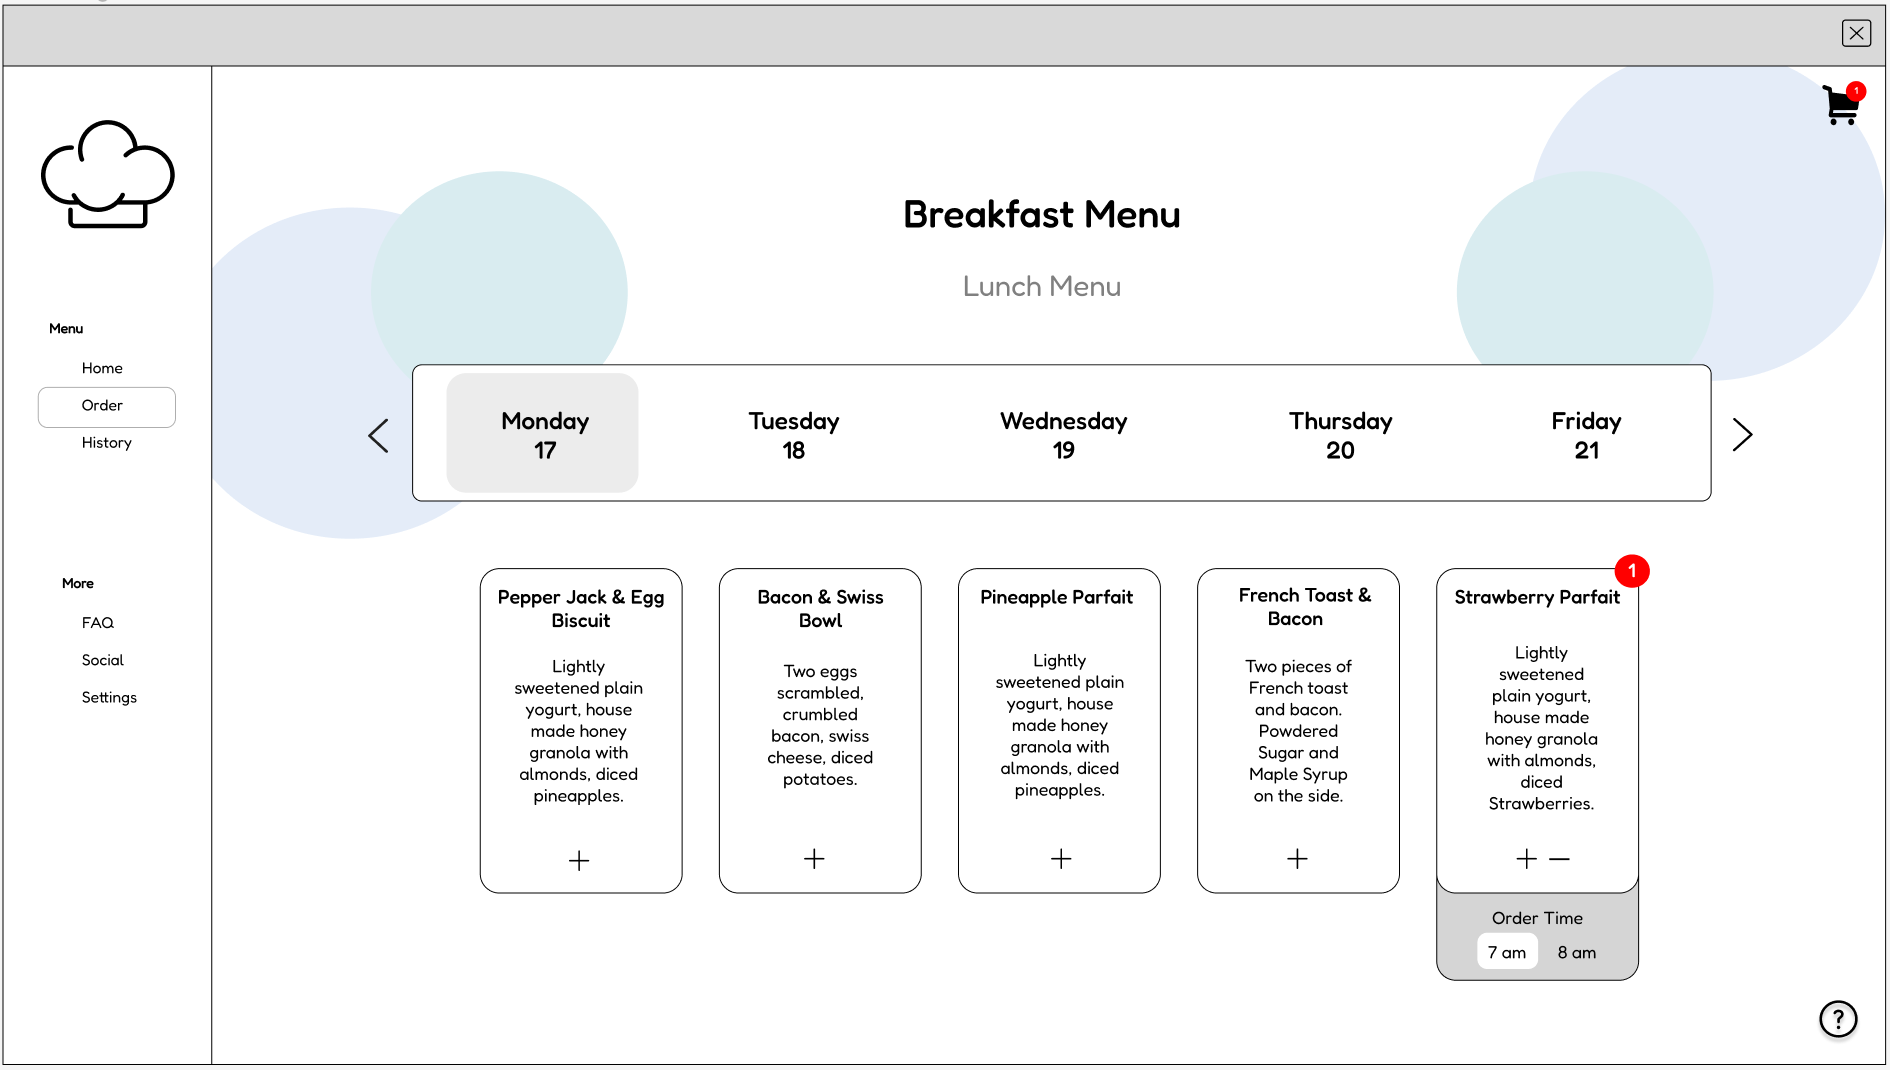 1
Breakfast Menu
Lunch Menu
Menu
Home
Order
History
Monday
17
Tuesday
18
Wednesday
19
Thursday
20
Friday
21
More
FAQ
Social
Settings
Pepper Jack & Egg
Biscuit
Lightly
sweetened plain
yogurt, house
made honey
granola with
almonds, diced
pineapples.
Bacon & Swiss
Bowl
Two eggs
scrambled,
crumbled
bacon, swiss
cheese, diced
potatoes.
Pineapple Parfait
Lightly
sweetened plain
yogurt, house
made honey
granola with
almonds, diced
pineapples.
French Toast &
Bacon
Two pieces of
French toast
and bacon.
Powdered
Sugar and
Maple Syrup
on the side.
1
Strawberry Parfait
Lightly
sweetened
plain yogurt,
house made
honey granola
with almonds,
diced
Strawberries.
Order Time
7 am 8 am
?